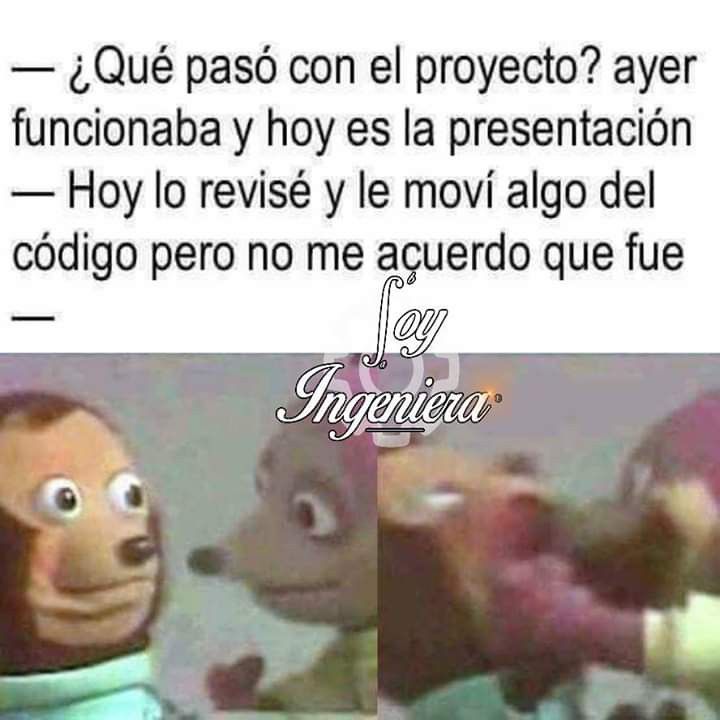 — ¿Qué pasó con el proyecto? ayer
funcionaba y hoy es la presentación
— Hoy lo revisé y le moví algo del
código pero no me acuerdo que fue
—
Soy
Ingeniera